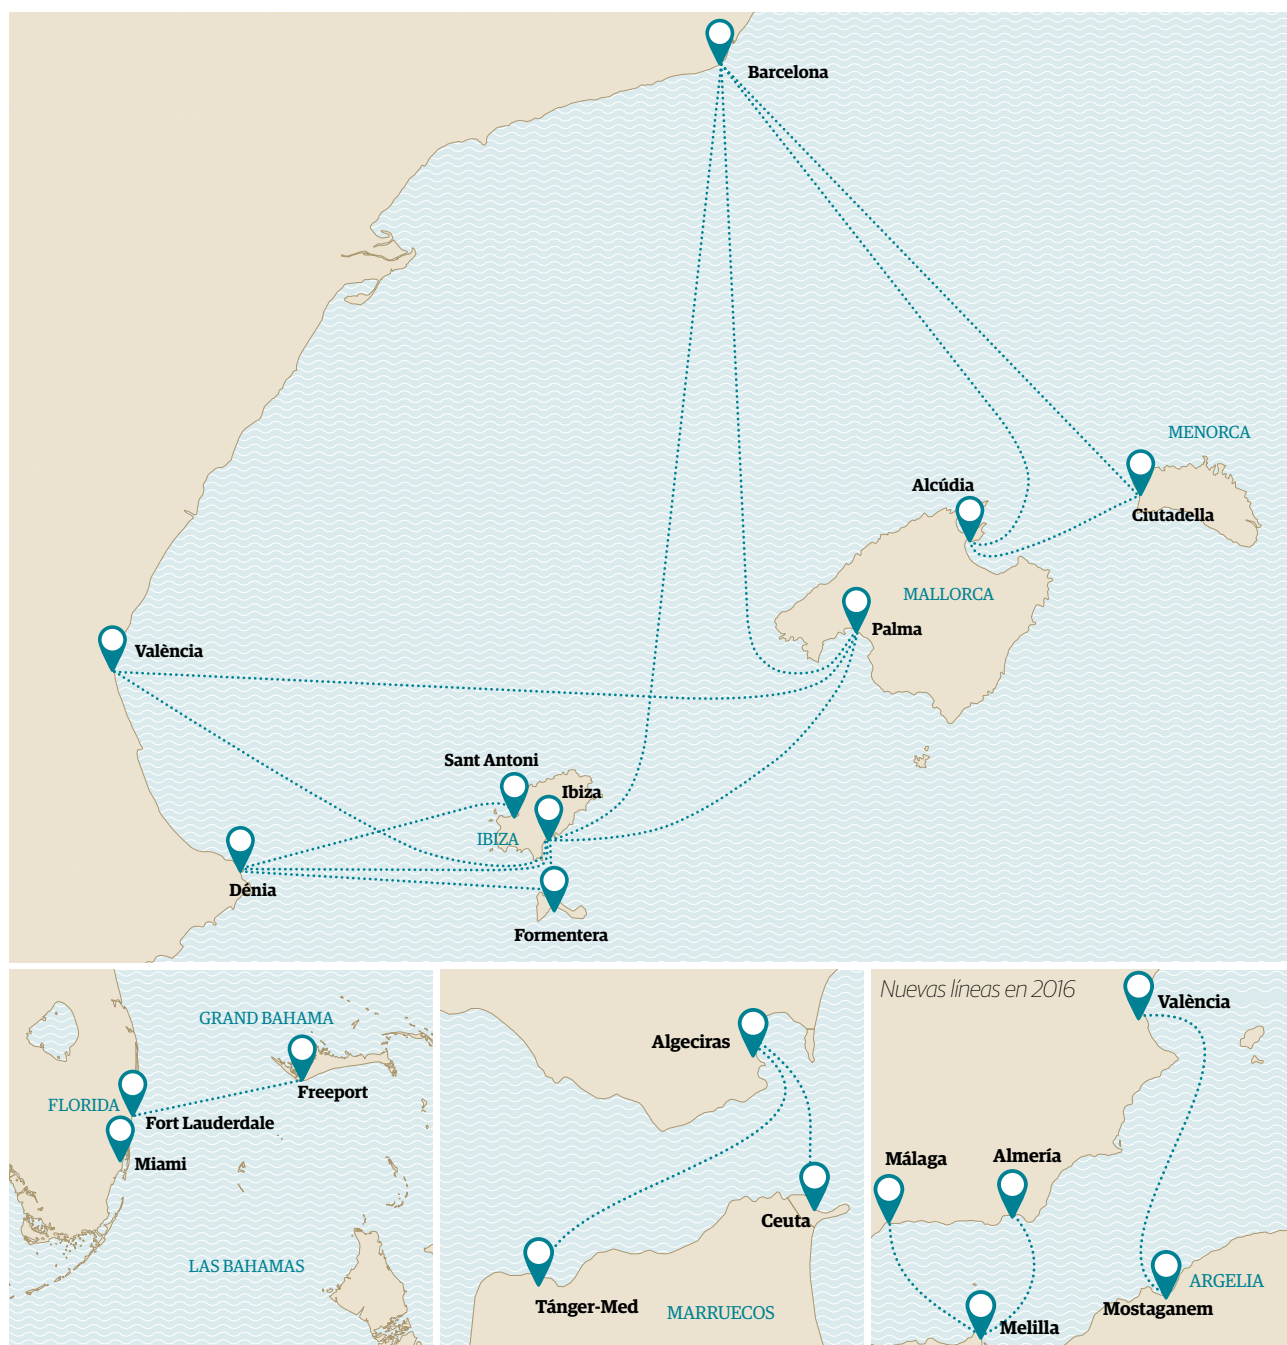 Barcelona
MENORCA
Alcúdia
Ciutadella
MALLORCA
Palma
València
Sant Antoni
Ibiza
IBIZA
Dénia
Formentera
GRAND BAHAMA
Freeport
FLORIDA
Fort Lauderdale
Miami
LAS BAHAMAS
Algeciras
Ceuta
Tánger-Med
MARRUECOS
Nuevas líneas en 2016
València
Málaga
Almería
ARGELIA
Mostaganem
Melilla